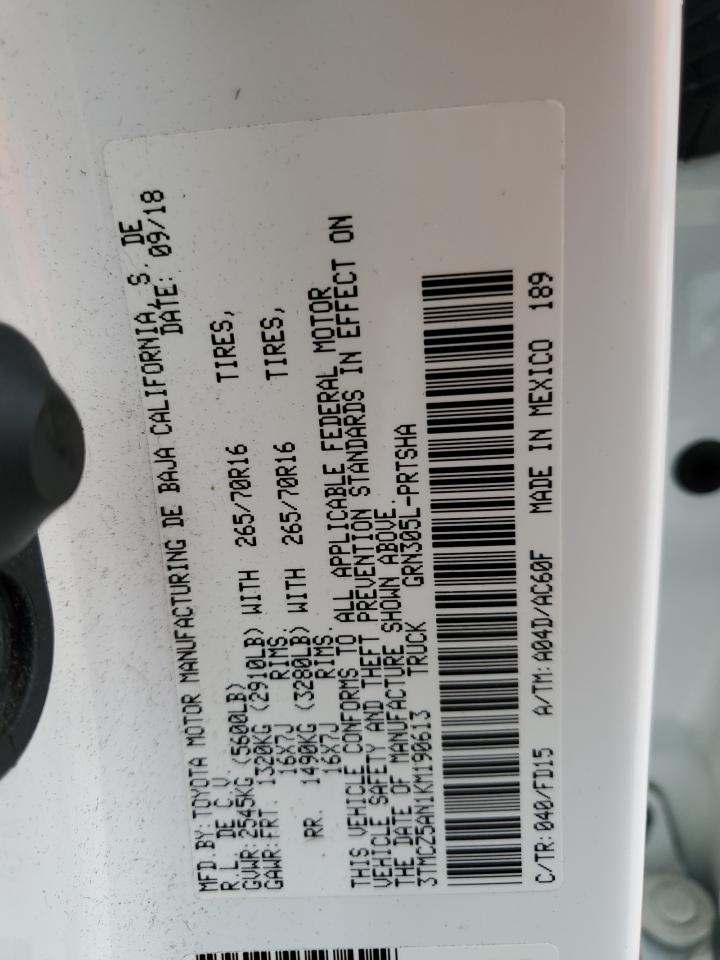 MFD.BY:TOYOTA MOTOR MANUFACTURING DE BAJA CALIFORNIA, S. DE
R.L. DE C.V. DATE: 09/18
GVWR:2545KG (5600LB)
GAWR:FRT. 1320KG (2910LB) WITH 265/70R16 TIRES,
16X7J RIMS.
RR. 1490KG (3280LB) WITH 265/70R16 TIRES,
16X7J RIMS.
THIS VEHICLE CONFORMS TO ALL APPLICABLE FEDERAL MOTOR
VEHICLE SAFETY AND THEFT PREVENTION STANDARDS IN EFFECT ON
THE DATE OF MANUFACTURE SHOWN ABOVE.
3TMCZ5AN1KM190613 TRUCK GRN305L-PRTSHA
C/TR:040/FD15 A/TM:A04D/AC60F MADE IN MEXICO 189